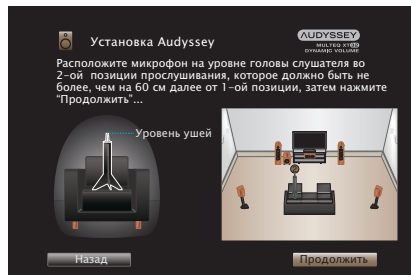 Установка Audyssey
AUDYSSEY
MULTEQ XT32
DYNAMIC VOLUME
Расположите микрофон на уровне головы слушателя во
2-ой позиции прослушивания, которое должно быть не
более, чем на 60 см далее от 1-ой позиции, затем нажмите
"Продолжить"...
Уровень ушей
Назад
Продолжить